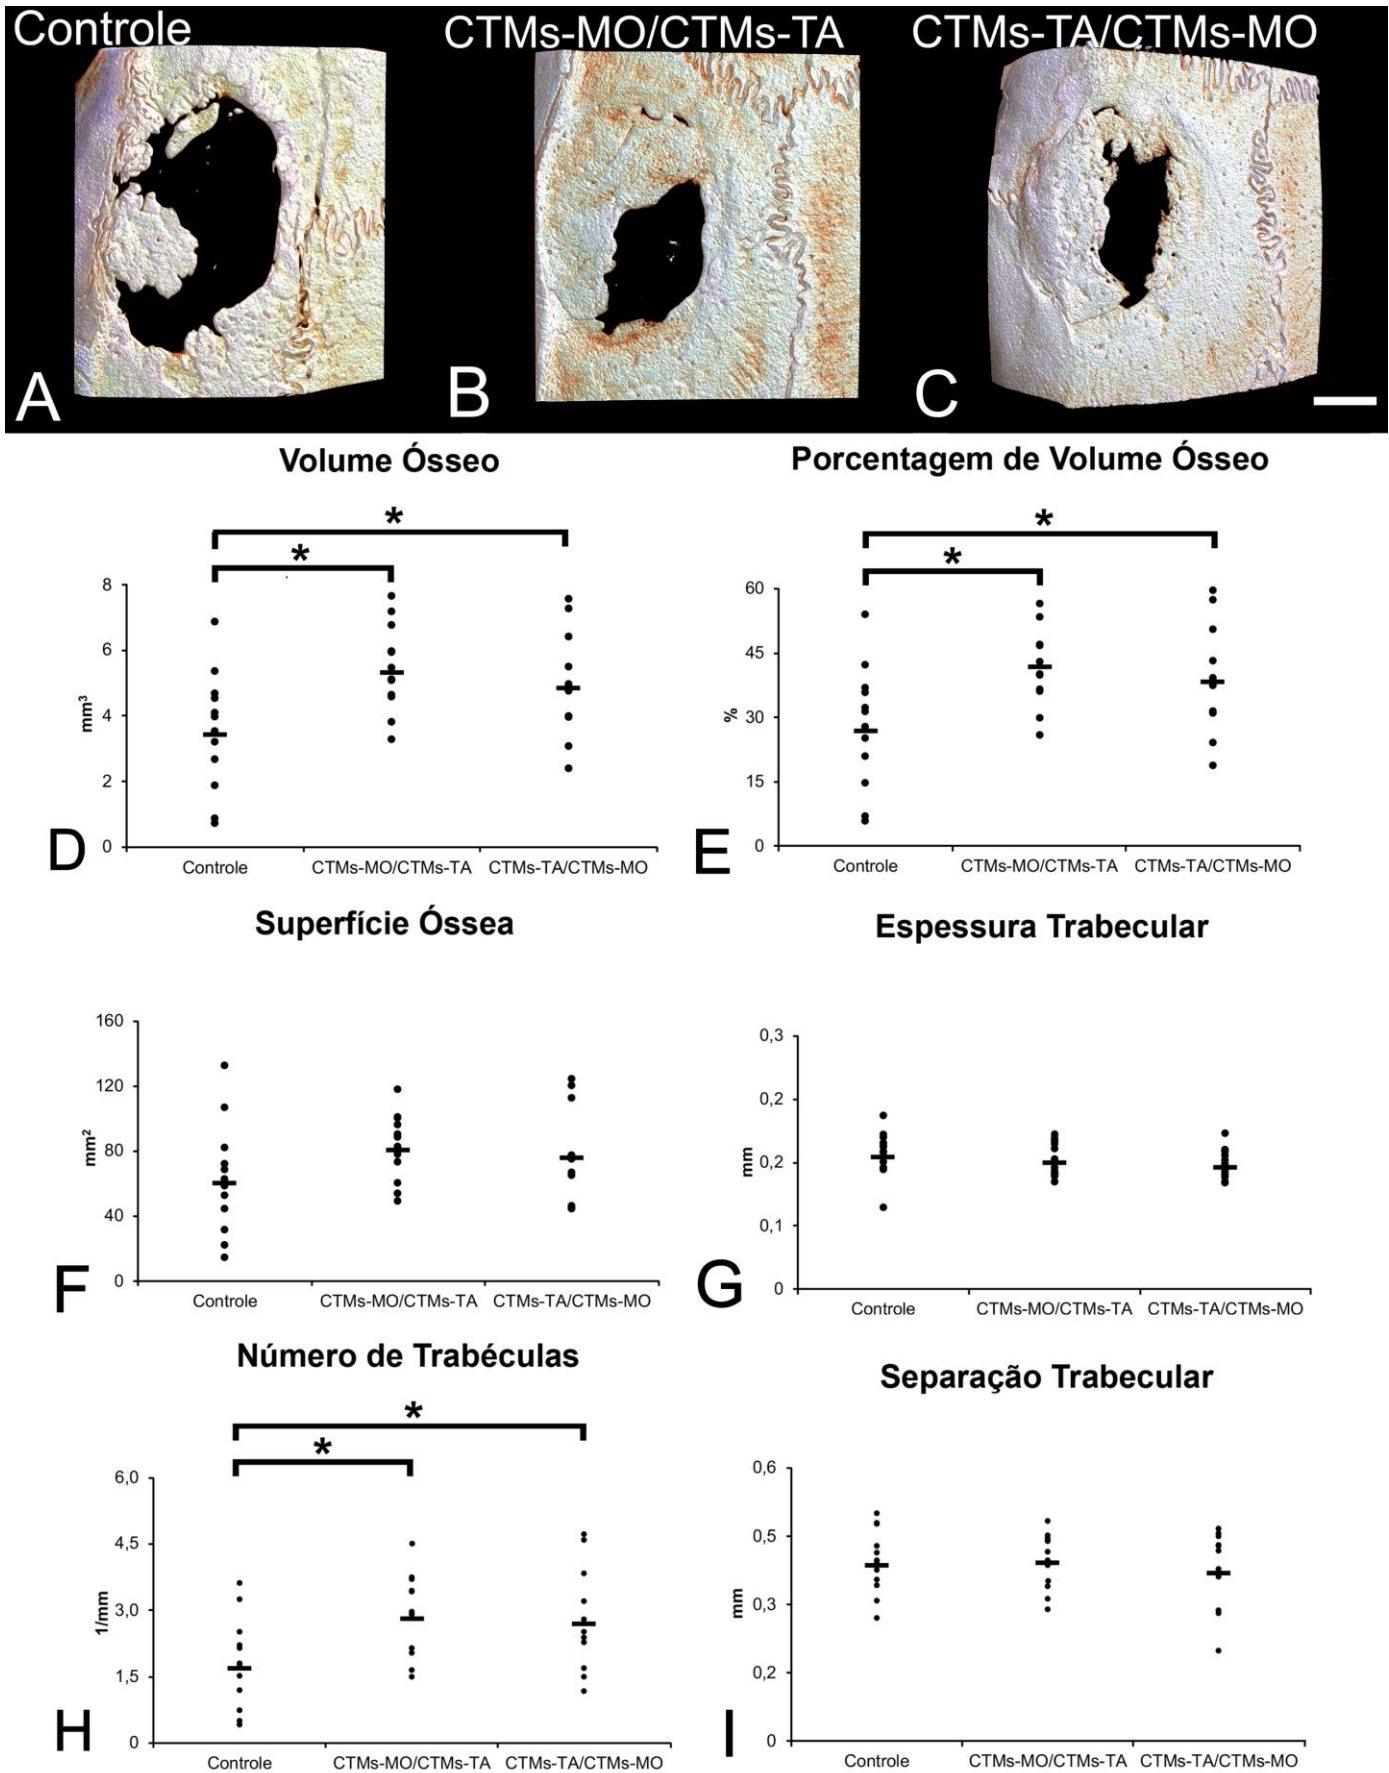 Controle
CTMs-MO/CTMs-TA
CTMs-TA/CTMs-MO
A
B
C
Volume Ósseo
*
*
8
6
4
2
0
mm³
Controle
CTMs-MO/CTMs-TA
CTMs-TA/CTMs-MO
D
Porcentagem de Volume Ósseo
*
*
60
45
30
15
0
%
Controle
CTMs-MO/CTMs-TA
CTMs-TA/CTMs-MO
E
Superfície Óssea
160
120
80
40
0
mm²
Controle
CTMs-MO/CTMs-TA
CTMs-TA/CTMs-MO
F
Espessura Trabecular
0,3
0,2
0,2
0,1
0
mm
Controle
CTMs-MO/CTMs-TA
CTMs-TA/CTMs-MO
G
Número de Trabéculas
*
*
6,0
4,5
3,0
1,5
0
1/mm
Controle
CTMs-MO/CTMs-TA
CTMs-TA/CTMs-MO
H
Separação Trabecular
0,6
0,5
0,3
0,2
0
mm
Controle
CTMs-MO/CTMs-TA
CTMs-TA/CTMs-MO
I